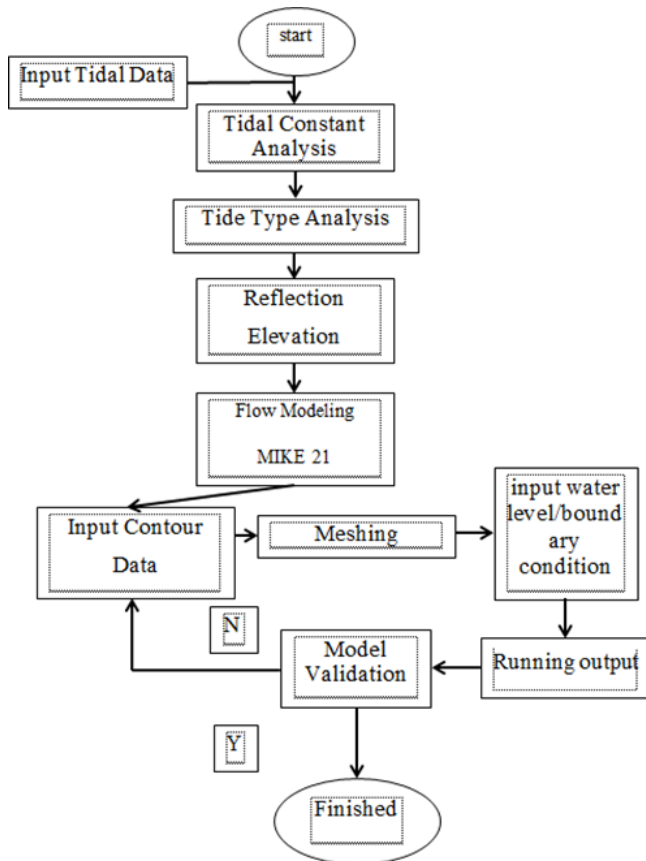 start
Input Tidal Data
Tidal Constant
Analysis
Tide Type Analysis
Reflection
Elevation
Flow Modeling
MIKE 21
Input Contour
Data
Meshing
input water
level/bound
ary
condition
N
Model
Validation
Running output
Y
Finished